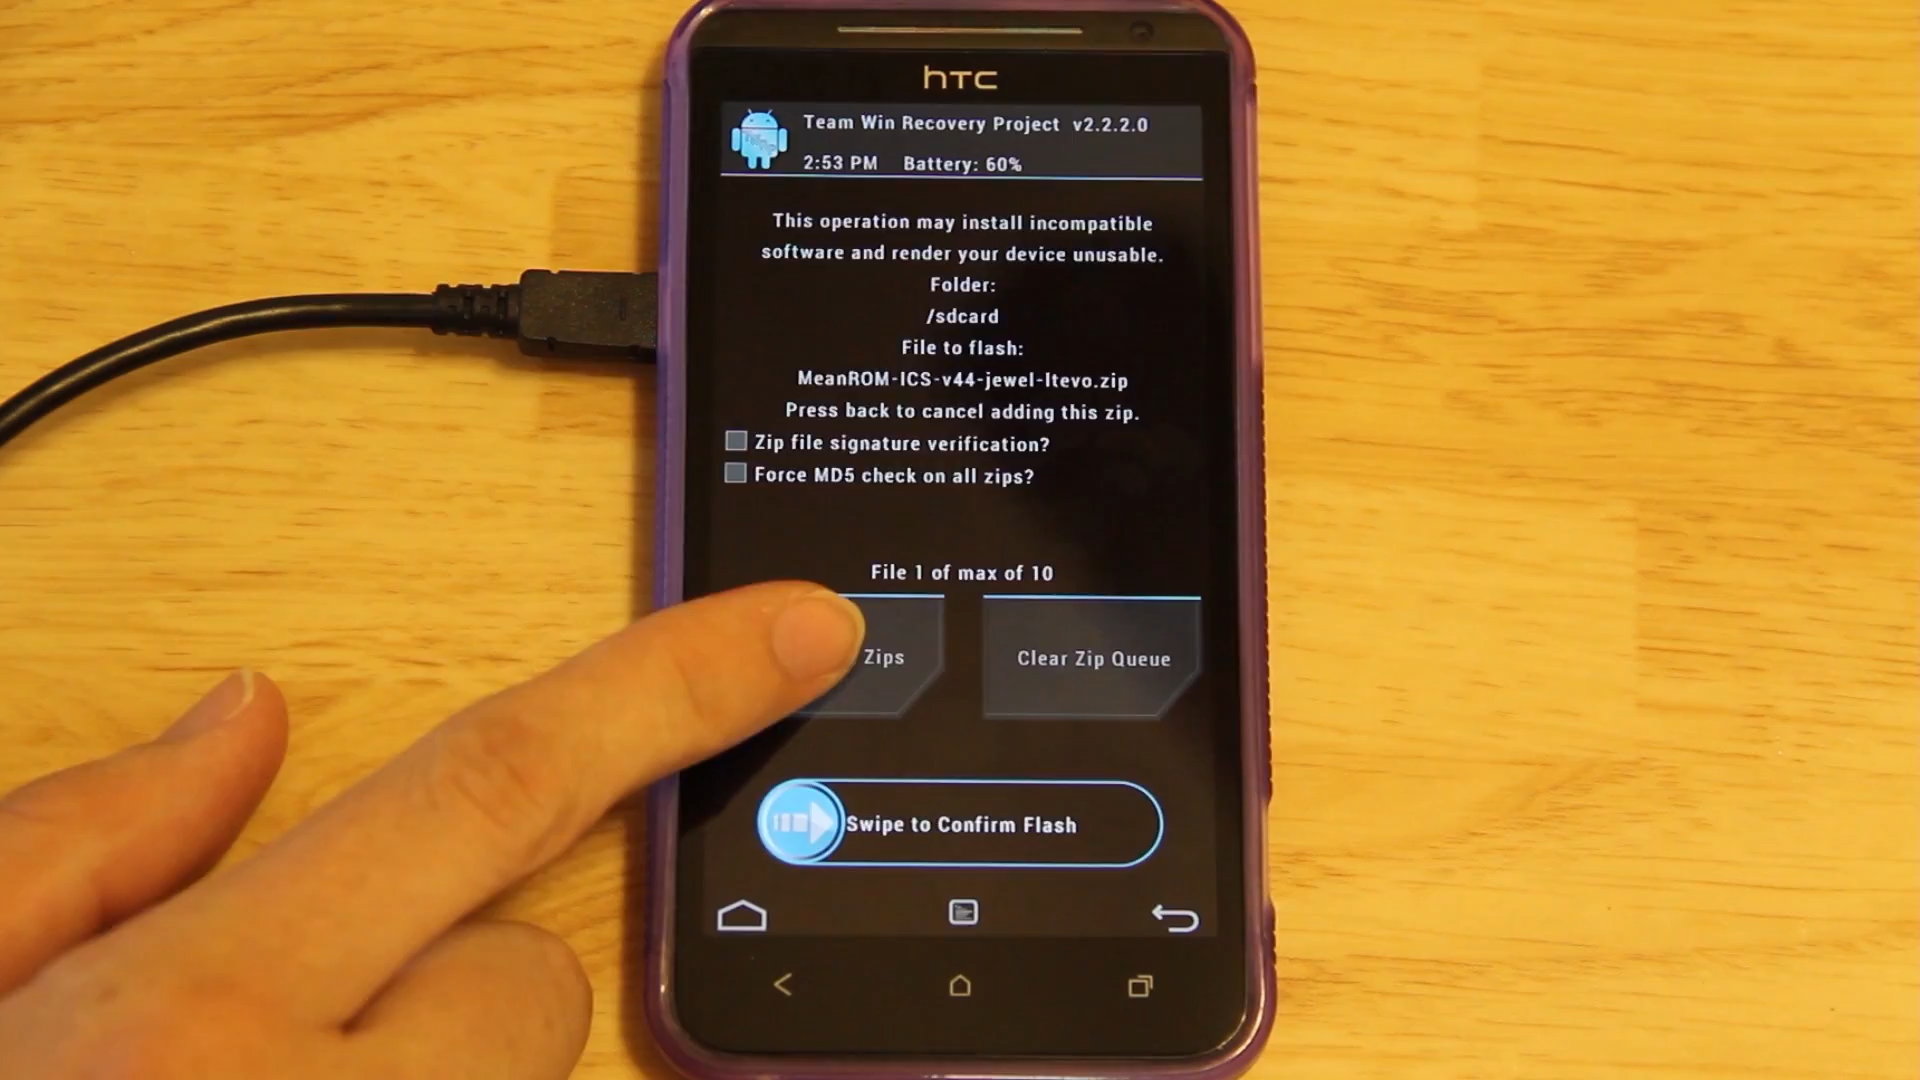 hTC
Team Win Recovery Project v2.2.2.0
2:53 PM Battery: 60%
This operation may install incompatible
software and render your device unusable.
Folder:
/sdcard
File to flash:
MeanROM-ICS-v44-jewel-ltevo.zip
Press back to cancel adding this zip.
Zip file signature verification?
Force MD5 check on all zips?
File 1 of max of 10
Zips
Clear Zip Queue
Swipe to Confirm Flash